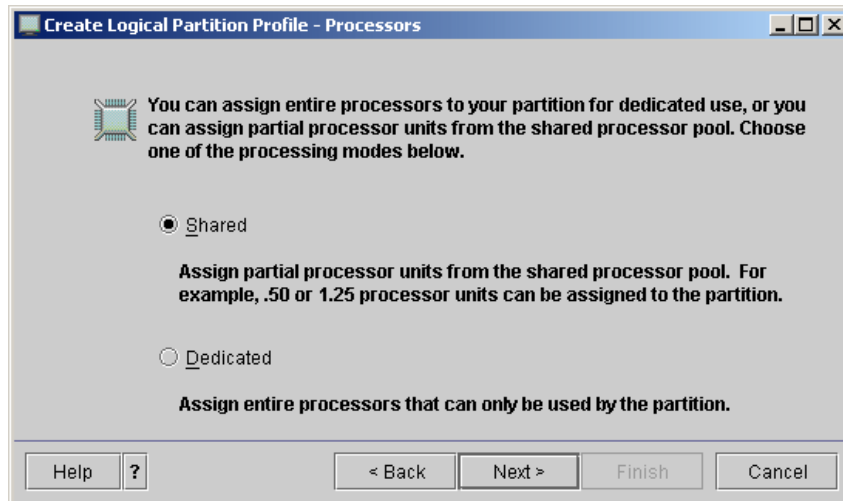 Create Logical Partition Profile - Processors
You can assign entire processors to your partition for dedicated use, or you
can assign partial processor units from the shared processor pool. Choose
one of the processing modes below.
Shared
Assign partial processor units from the shared processor pool. For
example, .50 or 1.25 processor units can be assigned to the partition.
Dedicated
Assign entire processors that can only be used by the partition.
Help ? < Back Next > Finish Cancel